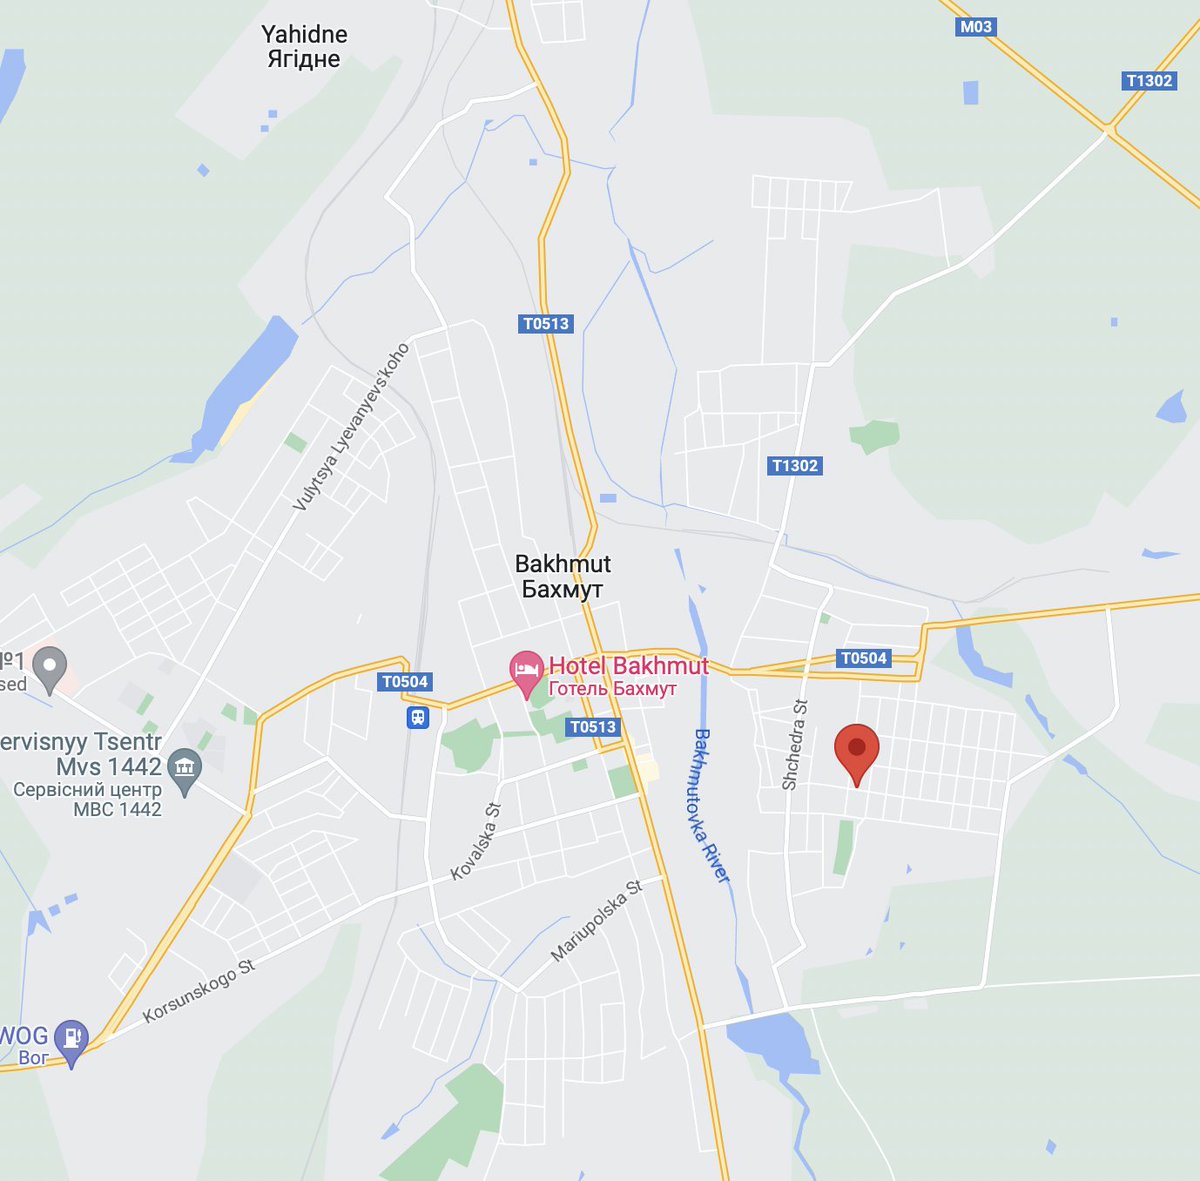 Yahidne
Ягідне
M03
T1302
T0513
Vulytsya Lyevanyevs'koho
T1302
Bakhmut
Бахмут
№1
sed
Hotel Bakhmut
Готель Бахмут
T0504
T0504
T0513
Shchedra St
Bakhmutovka River
ervisnyy Tsentr
Mvs 1442
Сервісний центр
МВС 1442
Kovalska St
Mariupolska St
Korsunskogo St
WOG
Вог